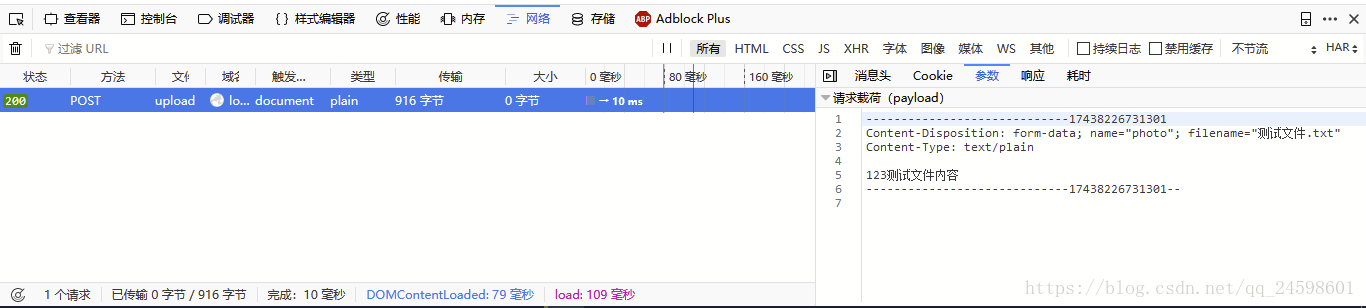 查看器 控制台 调试器 { } 样式编辑器 性能 内存 网络 存储 ABP Adblock Plus
过滤 URL 所有 HTML CSS JS XHR 字体 图像 媒体 WS 其他 持续日志 禁用缓存 不节流 HAR
状态 方法 文化 域名 触发... 类型 传输 大小 0 毫秒 80 毫秒 160 毫秒 消息头 Cookie 参数 响应 耗时
200 POST upload lo... document plain 916 字节 0 字节 → 10 ms
请求载荷（payload）
1 -----------------------------17438226731301
2 Content-Disposition: form-data; name="photo"; filename="测试文件.txt"
3 Content-Type: text/plain
4
5 123测试文件内容
6 -----------------------------17438226731301--
7
1 个请求 已传输 0 字节 / 916 字节 完成：10 毫秒 DOMContentLoaded: 79 毫秒 load: 109 毫秒
https://blog.csdn.net/qq_24598601